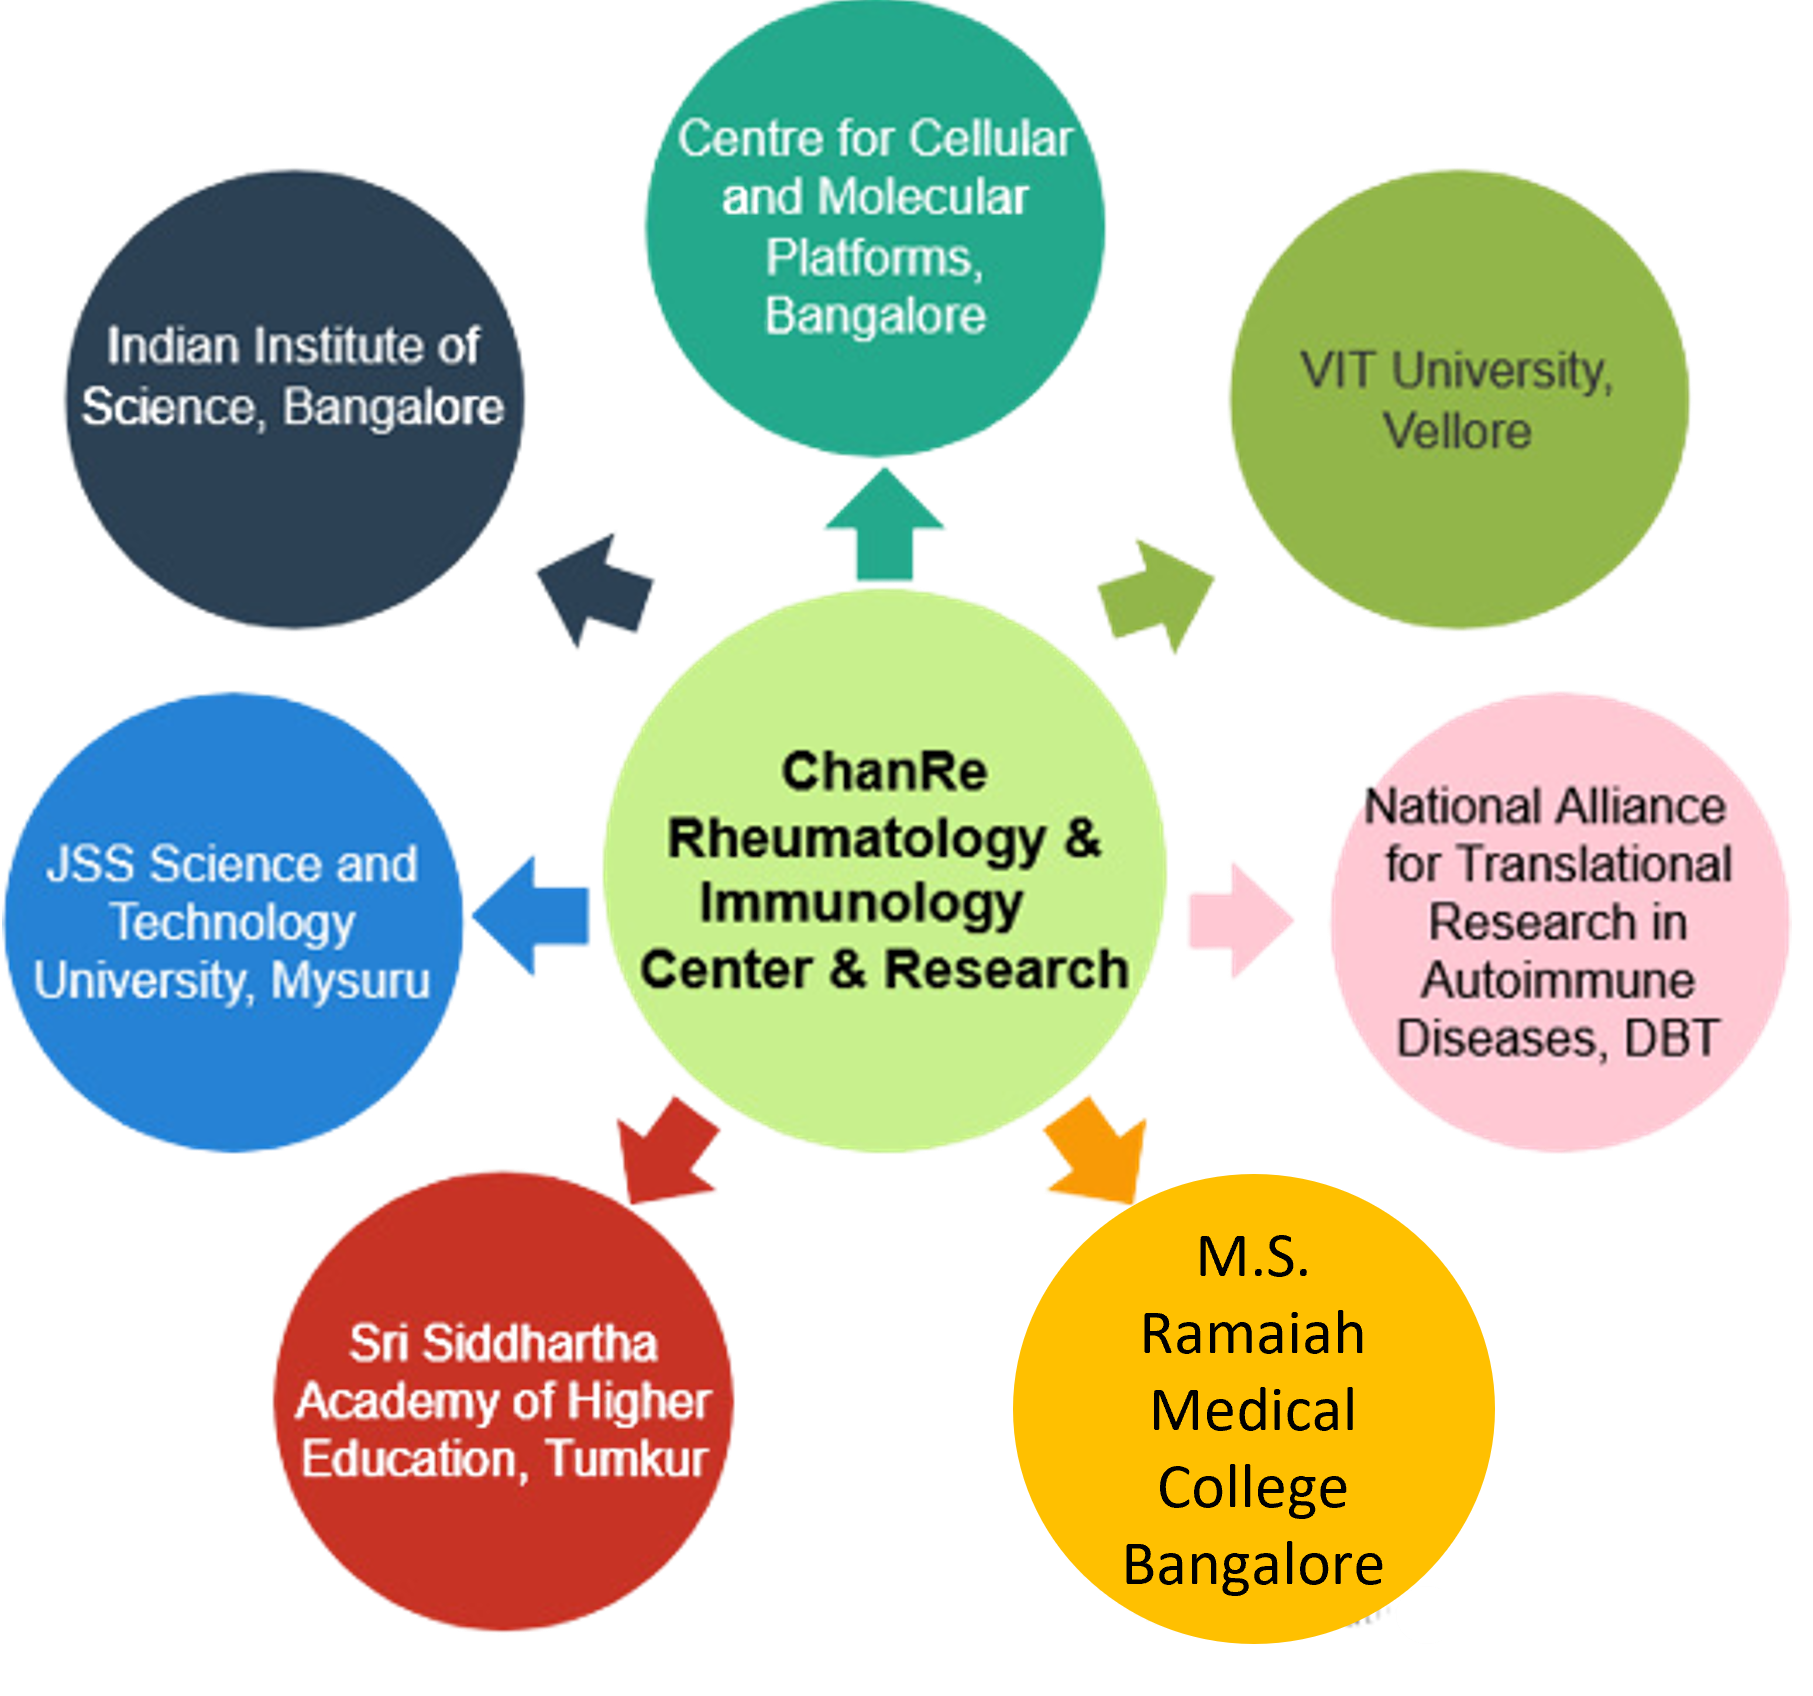 Centre for Cellular
and Molecular
Platforms,
Bangalore
Indian Institute of
Science, Bangalore
VIT University,
Vellore
ChanRe
Rheumatology &
Immunology
Center & Research
JSS Science and
Technology
University, Mysuru
National Alliance
for Translational
Research in
Autoimmune
Diseases, DBT
Sri Siddhartha
Academy of Higher
Education, Tumkur
M.S.
Ramaiah
Medical
College
Bangalore